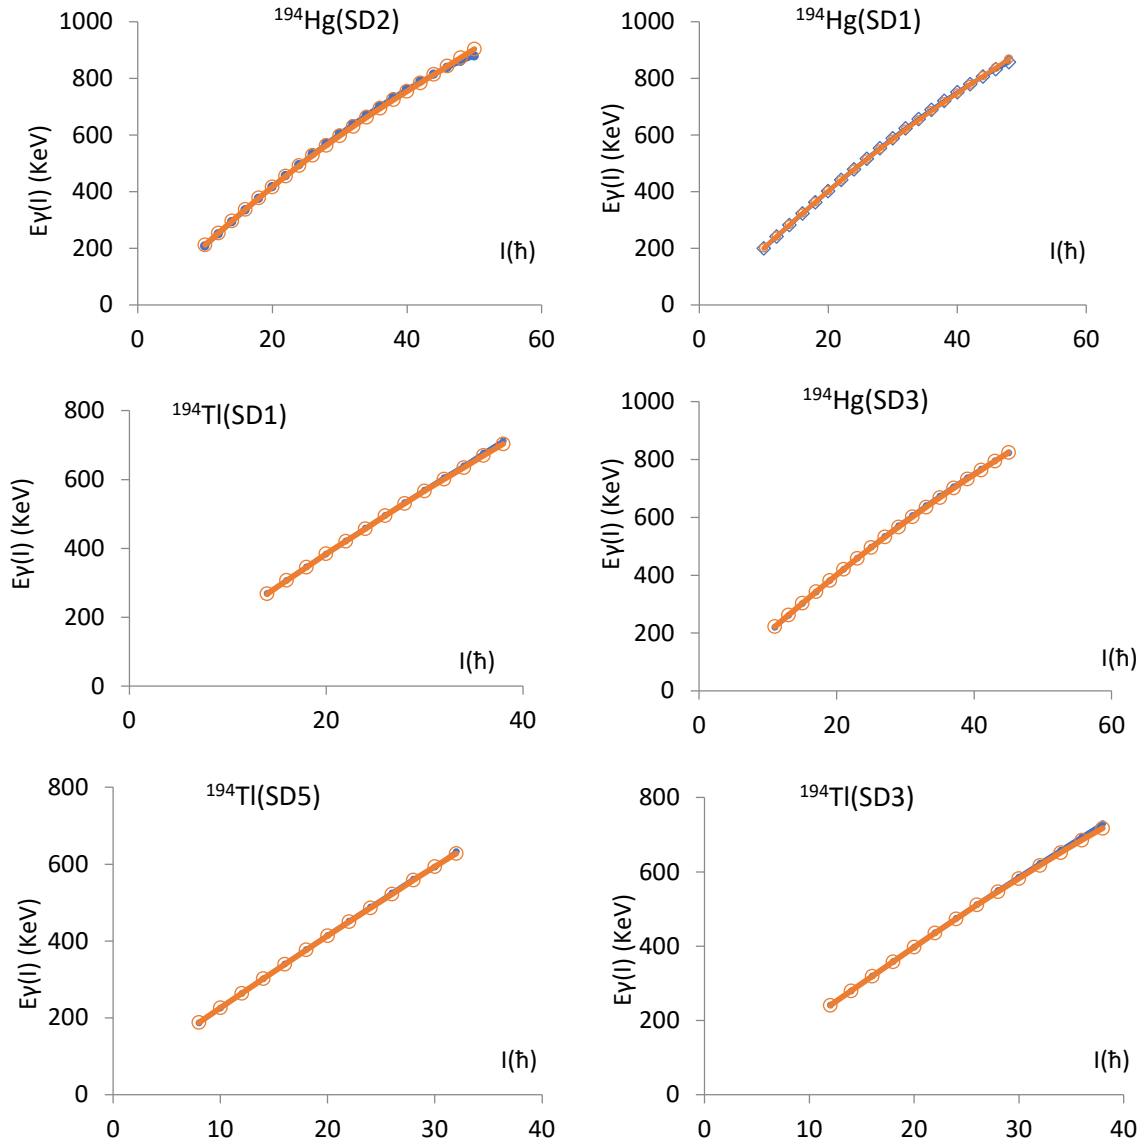 ¹⁹⁴Hg(SD2)
1000
800
600
400
200
0
Eγ(I) (KeV)
I(ħ)
0 20 40 60
¹⁹⁴Hg(SD1)
1000
800
600
400
200
0
Eγ(I) (KeV)
I(ħ)
0 20 40 60
¹⁹⁴Tl(SD1)
800
600
400
200
0
Eγ(I) (KeV)
I(ħ)
0 20 40
¹⁹⁴Hg(SD3)
1000
800
600
400
200
0
Eγ(I) (KeV)
I(ħ)
0 20 40 60
¹⁹⁴Tl(SD5)
800
600
400
200
0
Eγ(I) (KeV)
I(ħ)
0 10 20 30 40
¹⁹⁴Tl(SD3)
800
600
400
200
0
Eγ(I) (KeV)
I(ħ)
0 10 20 30 40